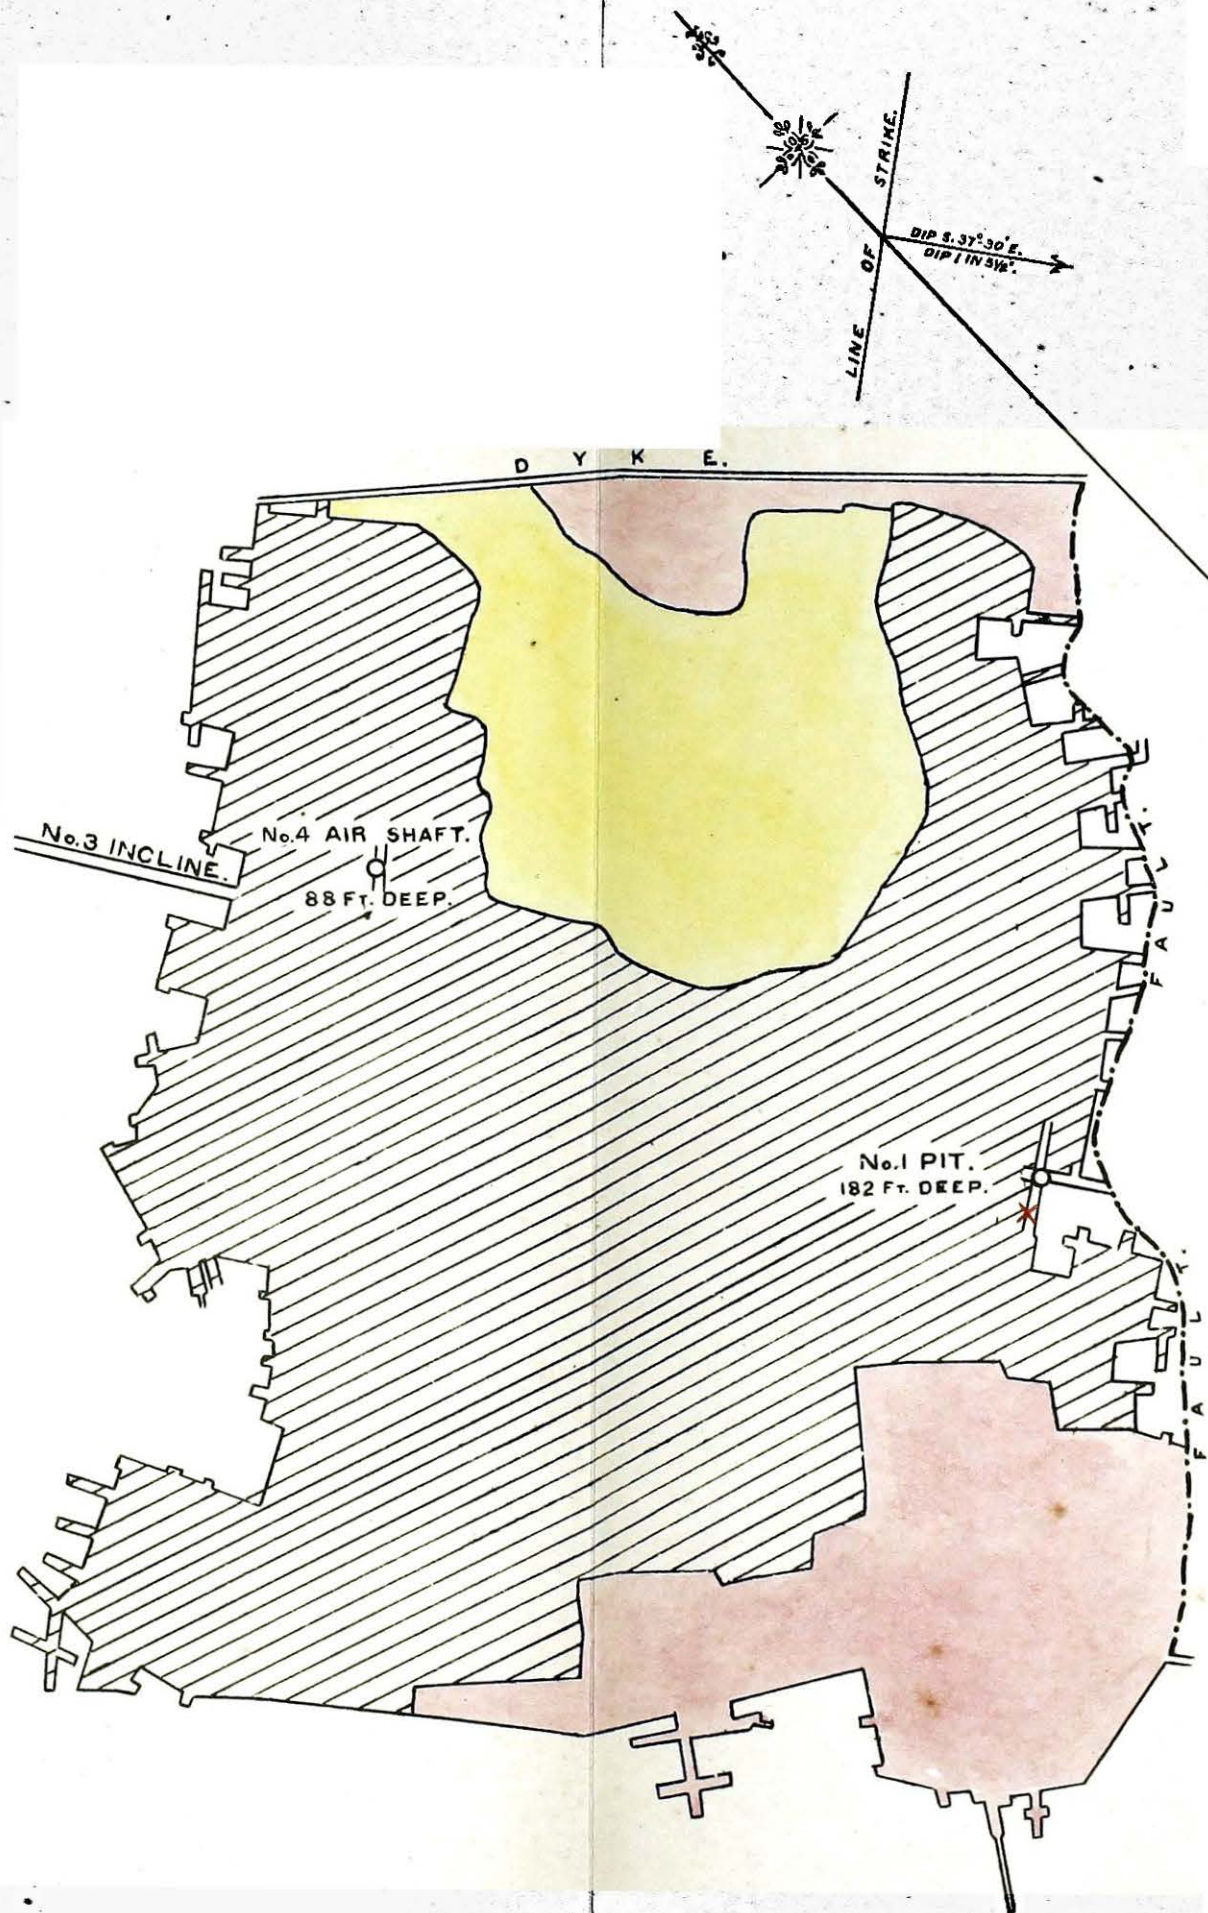 LINE OF STRIKE.
DIP S. 37°-30' E.
DIP 1 IN 5½".
DYKE.
No.3 INCLINE.
No.4 AIR SHAFT.
88 FT. DEEP.
FAULT.
No.1 PIT.
182 FT. DEEP.
FAULT.